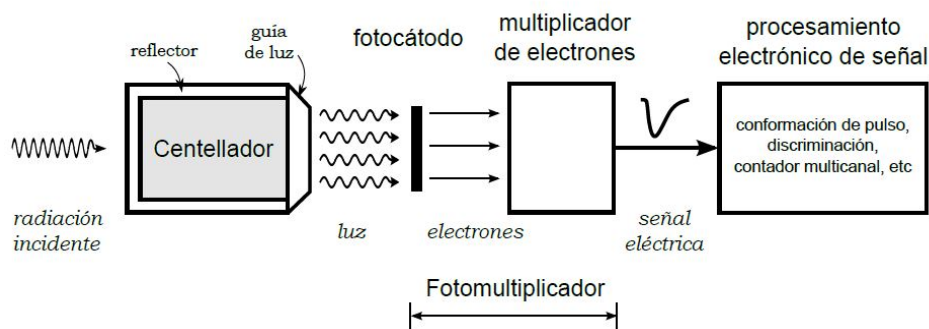 reflector
guía
de luz
fotocátodo
multiplicador
de electrones
procesamiento
electrónico de señal
Centellador
conformación de pulso,
discriminación,
contador multicanal, etc
radiación
incidente
luz
electrones
señal
eléctrica
Fotomultiplicador